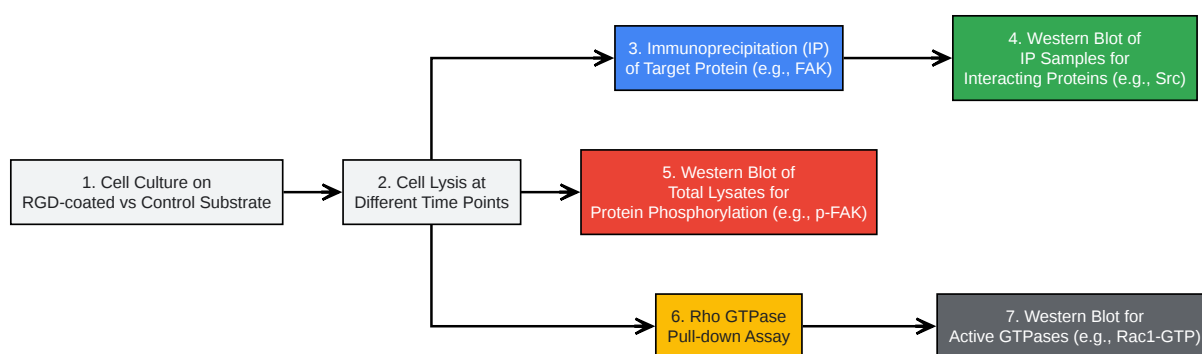 1. Cell Culture on
RGD-coated vs Control Substrate
2. Cell Lysis at
Different Time Points
3. Immunoprecipitation (IP)
of Target Protein (e.g., FAK)
4. Western Blot of
IP Samples for
Interacting Proteins (e.g., Src)
5. Western Blot of
Total Lysates for
Protein Phosphorylation (e.g., p-FAK)
6. Rho GTPase
Pull-down Assay
7. Western Blot for
Active GTPases (e.g., Rac1-GTP)